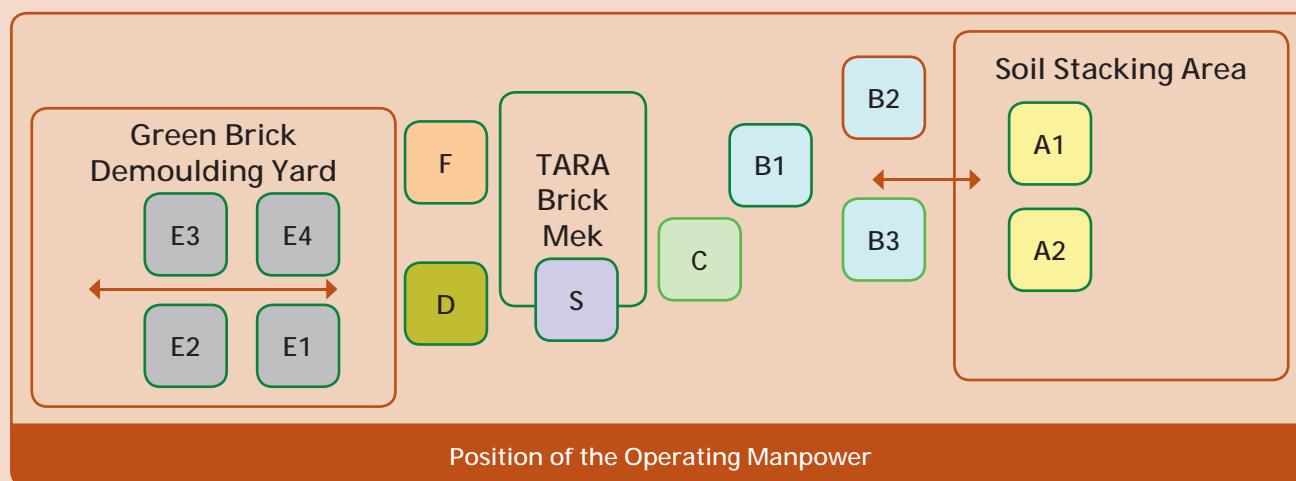 Green Brick
Demoulding Yard
E3
E4
E2
E1
F
D
TARA
Brick
Mek
S
C
B1
B2
B3
Soil Stacking Area
A1
A2
Position of the Operating Manpower